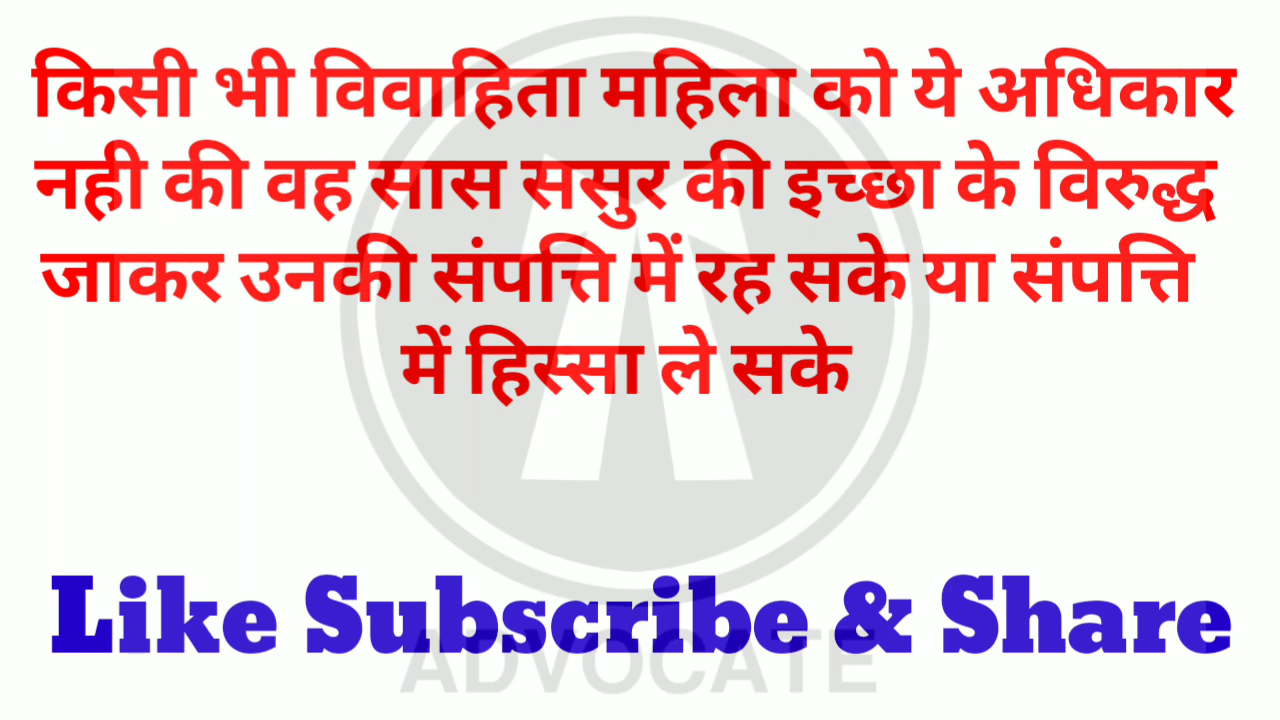 किसी भी विवाहिता महिला को ये अधिकार
नही की वह सास ससुर की इच्छा के विरुद्ध
जाकर उनकी संपत्ति में रह सके या संपत्ति
में हिस्सा ले सके
Like Subscribe & Share
ADVOCATE